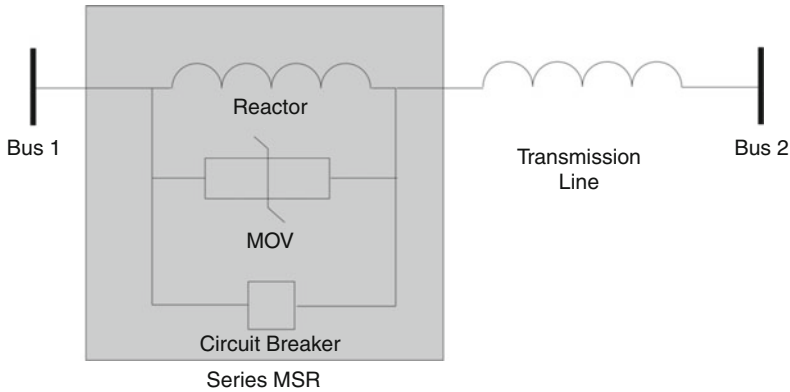 Reactor
Bus 1
Bus 2
Transmission
Line
MOV
Circuit Breaker
Series MSR